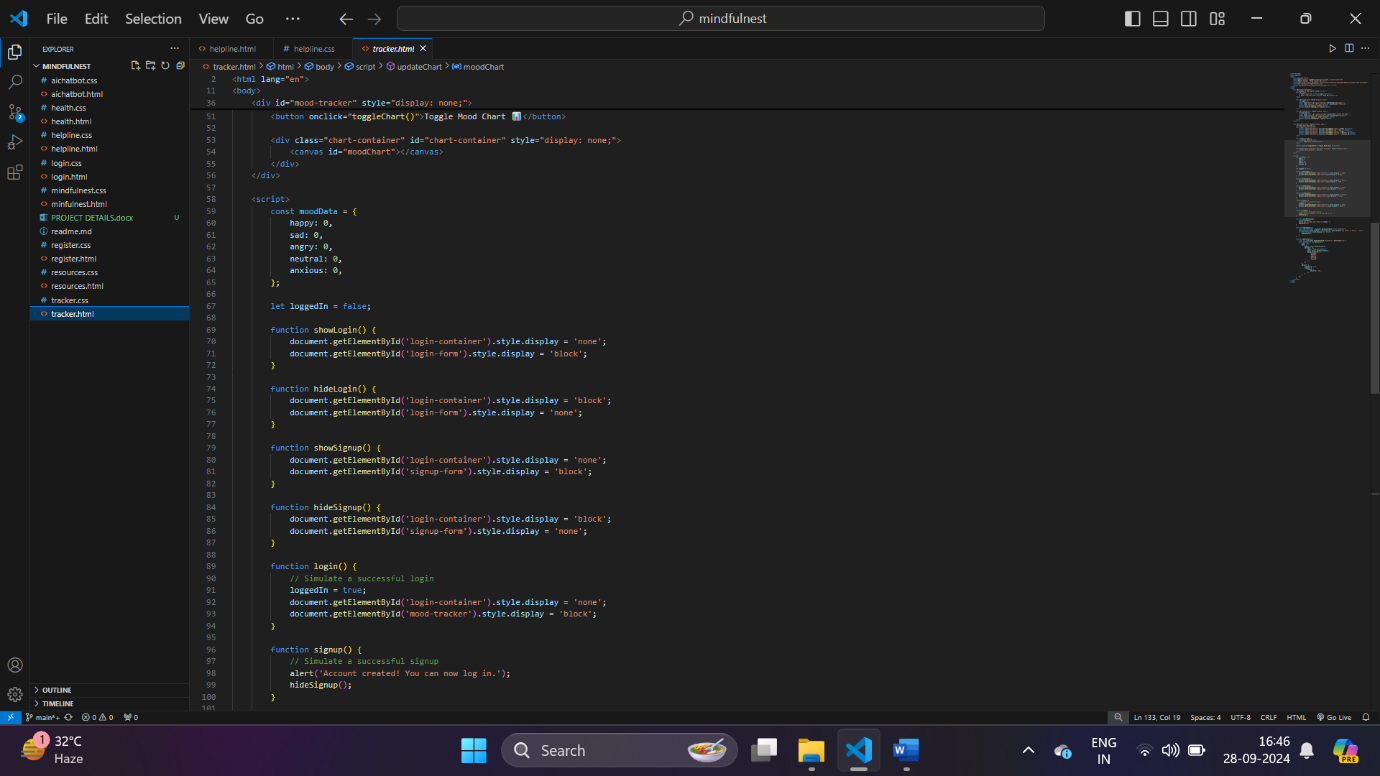 File Edit Selection View Go ··· mindfulnest
EXPLORER ···
MINDFULNEST
# aichatbot.css
<> aichatbot.html
# health.css
<> health.html
# helpline.css
<> helpline.html
# login.css
<> login.html
# mindfulnest.css
<> minfulnest.html
PROJECT DETAILS.docx U
readme.md
# register.css
<> register.html
# resources.css
<> resources.html
# tracker.css
<> tracker.html
OUTLINE
TIMELINE
<> helpline.html # helpline.css <> tracker.html
<> tracker.html > html > body > script > updateChart > moodChart
2 <html lang="en">
11 <body>
36 <div id="mood-tracker" style="display: none;">
51 <button onclick="toggleChart()">Toggle Mood Chart 📊</button>
52
53 <div class="chart-container" id="chart-container" style="display: none;">
54 <canvas id="moodChart"></canvas>
55 </div>
56 </div>
57
58 <script>
59 const moodData = {
60 happy: 0,
61 sad: 0,
62 angry: 0,
63 neutral: 0,
64 anxious: 0,
65 };
66
67 let loggedIn = false;
68
69 function showLogin() {
70 document.getElementById('login-container').style.display = 'none';
71 document.getElementById('login-form').style.display = 'block';
72 }
73
74 function hideLogin() {
75 document.getElementById('login-container').style.display = 'block';
76 document.getElementById('login-form').style.display = 'none';
77 }
78
79 function showSignup() {
80 document.getElementById('login-container').style.display = 'none';
81 document.getElementById('signup-form').style.display = 'block';
82 }
83
84 function hideSignup() {
85 document.getElementById('login-container').style.display = 'block';
86 document.getElementById('signup-form').style.display = 'none';
87 }
88
89 function login() {
90 // Simulate a successful login
91 loggedIn = true;
92 document.getElementById('login-container').style.display = 'none';
93 document.getElementById('mood-tracker').style.display = 'block';
94 }
95
96 function signup() {
97 // Simulate a successful signup
98 alert('Account created! You can now log in.');
99 hideSignup();
100 }
101
main*+ 0 0 0 Ln 133, Col 19 Spaces: 4 UTF-8 CRLF HTML Go Live
1 32°C
Haze
Search
ENG
IN
16:46
28-09-2024
PRE